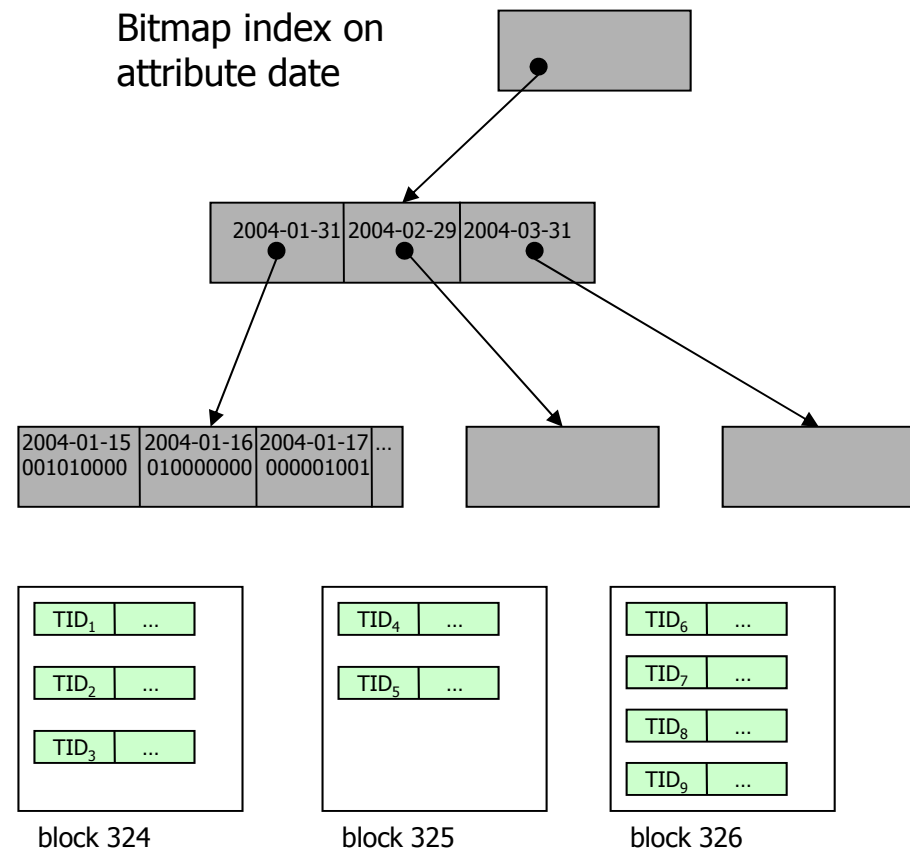 Bitmap index on
attribute date
2004-01-31 2004-02-29 2004-03-31
2004-01-15 2004-01-16 2004-01-17 ...
001010000 010000000 000001001
TID1 ...
TID2 ...
TID3 ...
block 324
TID4 ...
TID5 ...
block 325
TID6 ...
TID7 ...
TID8 ...
TID9 ...
block 326